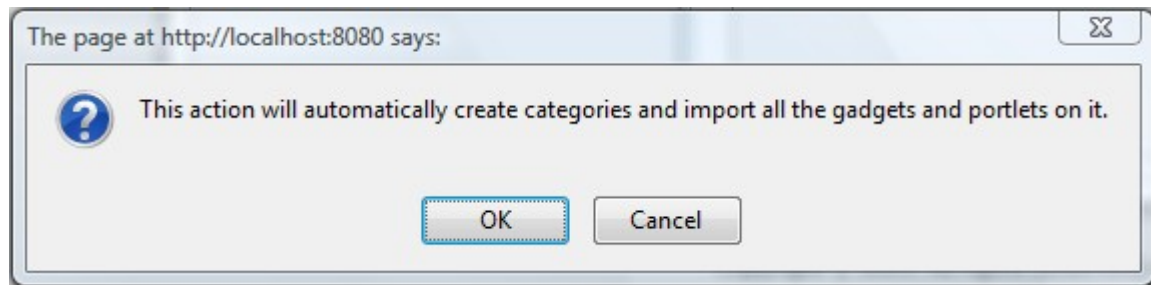 The page at http://localhost:8080 says:
This action will automatically create categories and import all the gadgets and portlets on it.
OK
Cancel